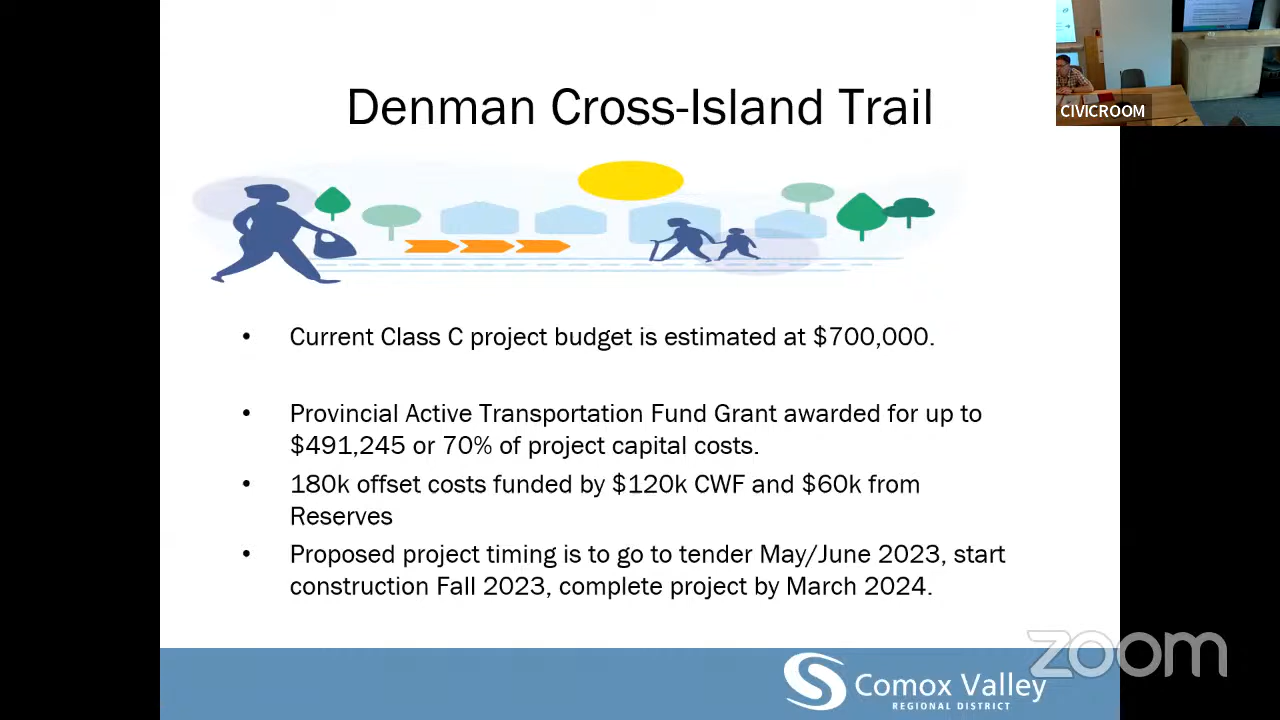 Denman Cross-Island Trail
CIVICROOM
• Current Class C project budget is estimated at $700,000.
• Provincial Active Transportation Fund Grant awarded for up to
$491,245 or 70% of project capital costs.
• 180k offset costs funded by $120k CWF and $60k from
Reserves
• Proposed project timing is to go to tender May/June 2023, start
construction Fall 2023, complete project by March 2024.
zoom
Comox Valley
REGIONAL DISTRICT